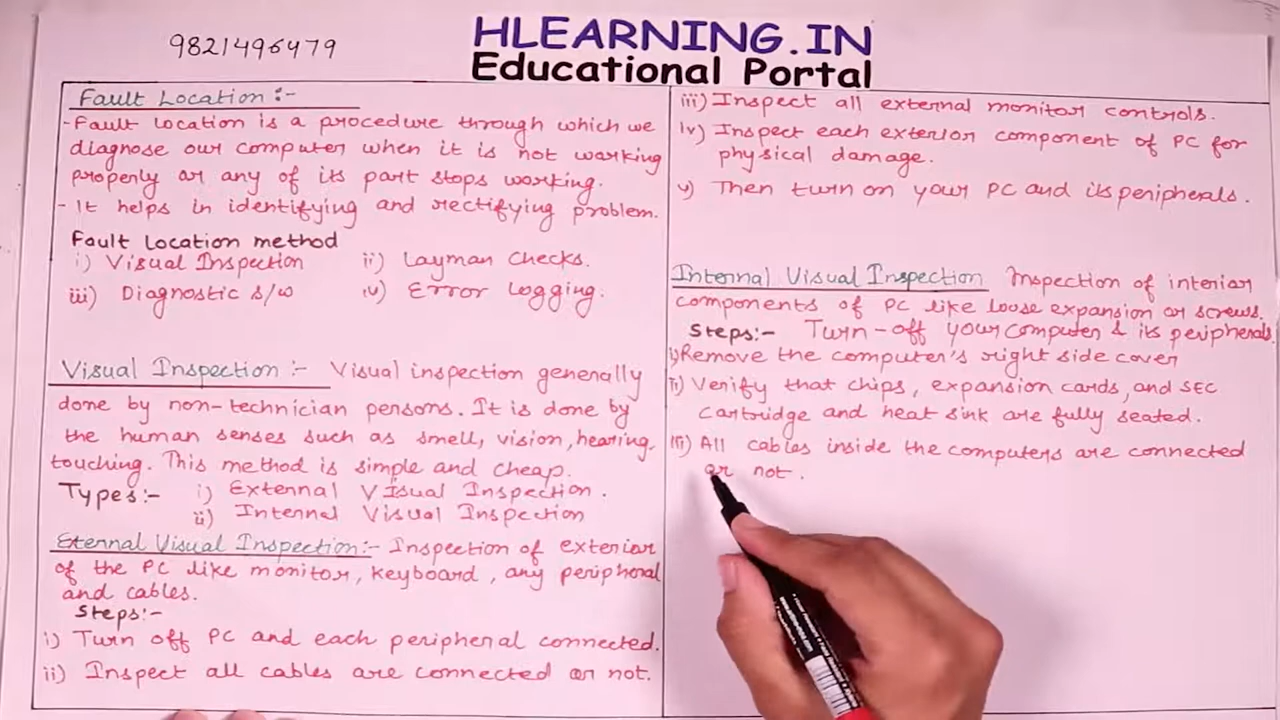 9821496479
HLEARNING.IN
Educational Portal
Fault Location :-
- Fault location is a procedure through which we
diagnose our computer when it is not working
properly or any of its part stops working.
- It helps in identifying and rectifying problem.
Fault Location method
i) Visual Inspection ii) Layman Checks.
iii) Diagnostic s/w iv) Error Logging.
Visual Inspection :- Visual inspection generally
done by non-technician persons. It is done by
the human senses such as smell, vision, hearing.
touching. This method is simple and cheap.
Types:- i) External Visual Inspection.
ii) Internal Visual Inspection
Eternal Visual Inspection:- Inspection of exterior
of the PC like monitor, keyboard, any peripheral
and cables.
Steps:-
i) Turn off PC and each peripheral connected.
ii) Inspect all cables are connected or not.
iii) Inspect all external monitor controls.
iv) Inspect each exterior component of PC for
physical damage.
v) Then turn on your PC and its peripherals.
Internal Visual Inspection Inspection of interior
components of PC like loose expansion or screws.
Steps:- Turn-off your computer & its peripherals.
i) Remove the computer's right side cover
ii) Verify that chips, expansion cards, and SEC
Cartridge and heat sink are fully seated.
iii) All cables inside the computers are connected
or not.